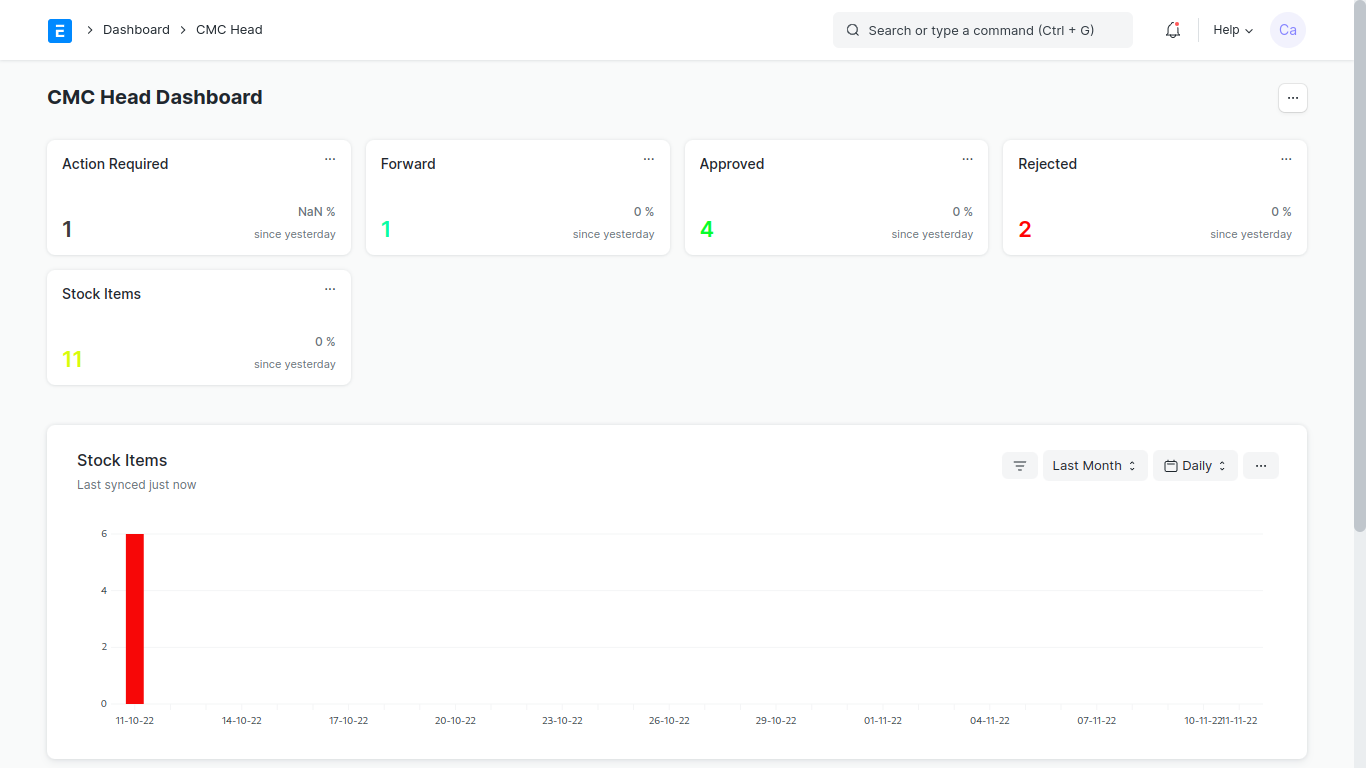 E
Dashboard
CMC Head
Search or type a command (Ctrl + G)
Help
Ca
CMC Head Dashboard
...
Action Required
...
1
NaN %
since yesterday
Forward
...
1
0 %
since yesterday
Approved
...
4
0 %
since yesterday
Rejected
...
2
0 %
since yesterday
Stock Items
...
11
0 %
since yesterday
Stock Items
Last synced just now
Last Month
Daily
...
6
4
2
0
11-10-22
14-10-22
17-10-22
20-10-22
23-10-22
26-10-22
29-10-22
01-11-22
04-11-22
07-11-22
10-11-22
11-11-22